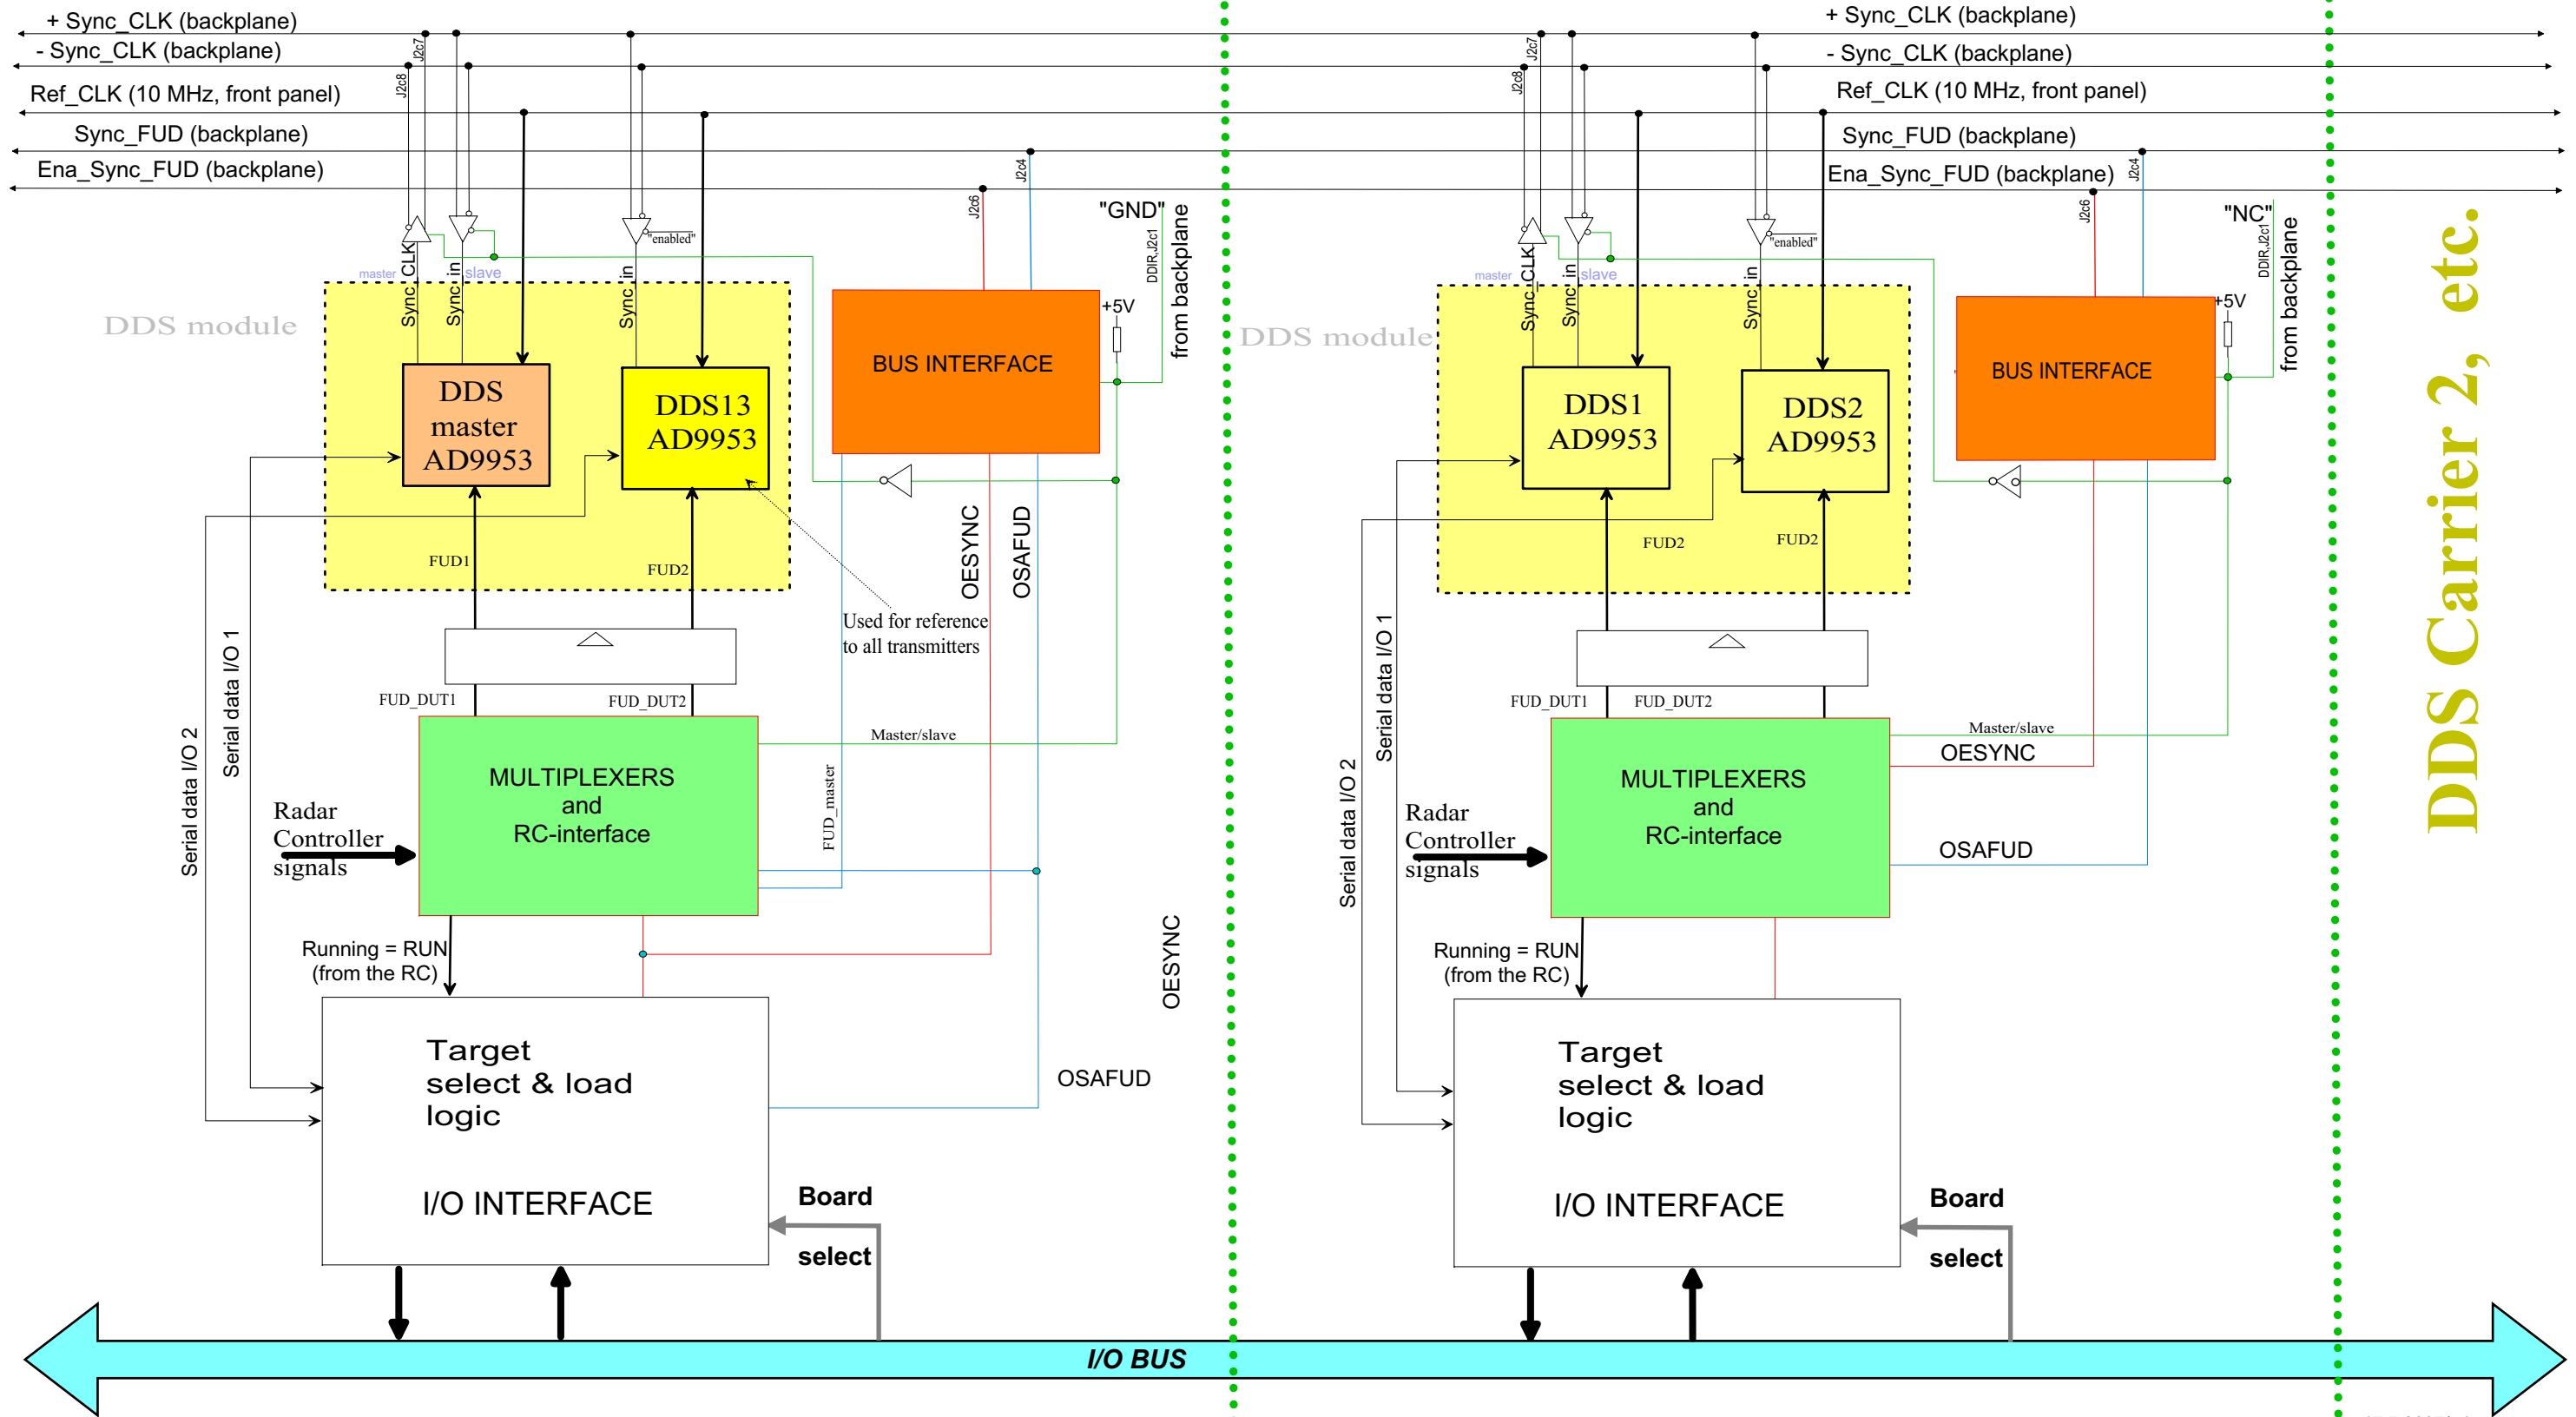 + Sync_CLK (backplane)
- Sync_CLK (backplane)
Ref_CLK (10 MHz, front panel)
Sync_FUD (backplane)
Ena_Sync_FUD (backplane)
+ Sync_CLK (backplane)
- Sync_CLK (backplane)
Ref_CLK (10 MHz, front panel)
Sync_FUD (backplane)
Ena_Sync_FUD (backplane)
J2c8
J2c7
J2c6
J2c4
"GND"
DDIR,J2c1
from backplane
+5V
"enabled"
master
slave
Sync_CLK
Sync_in
Sync_in
DDS module
DDS
master
AD9953
DDS13
AD9953
BUS INTERFACE
FUD1
FUD2
OESYNC
OSAFUD
Used for reference
to all transmitters
FUD_DUT1
FUD_DUT2
Serial data I/O 1
Serial data I/O 2
Master/slave
FUD_master
MULTIPLEXERS
and
RC-interface
Radar
Controller
signals
Running = RUN
(from the RC)
OESYNC
OSAFUD
Target
select & load
logic
I/O INTERFACE
Board
select
J2c8
J2c7
J2c6
J2c4
"NC"
DDIR,J2c1
from backplane
+5V
"enabled"
master
slave
Sync_CLK
Sync_in
Sync_in
DDS module
DDS1
AD9953
DDS2
AD9953
BUS INTERFACE
FUD2
FUD2
FUD_DUT1
FUD_DUT2
Serial data I/O 1
Serial data I/O 2
Master/slave
OESYNC
OSAFUD
MULTIPLEXERS
and
RC-interface
Radar
Controller
signals
Running = RUN
(from the RC)
Target
select & load
logic
I/O INTERFACE
Board
select
DDS Carrier 2, etc.
I/O BUS